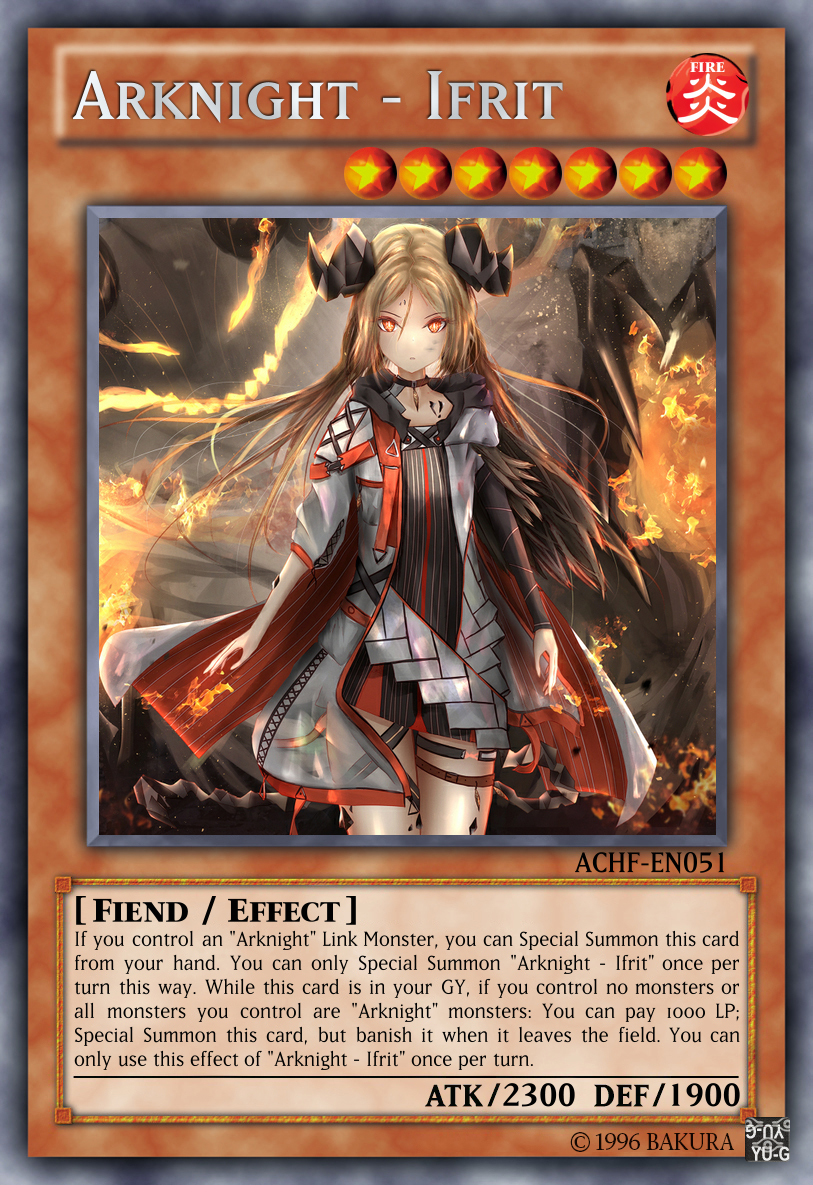 Arknight - Ifrit
FIRE
炎
ACHF-EN051
[ Fiend / Effect ]
If you control an "Arknight" Link Monster, you can Special Summon this card
from your hand. You can only Special Summon "Arknight - Ifrit" once per
turn this way. While this card is in your GY, if you control no monsters or
all monsters you control are "Arknight" monsters: You can pay 1000 LP;
Special Summon this card, but banish it when it leaves the field. You can
only use this effect of "Arknight - Ifrit" once per turn.
ATK/2300 DEF/1900
© 1996 BAKURA
YU-G
YU-G